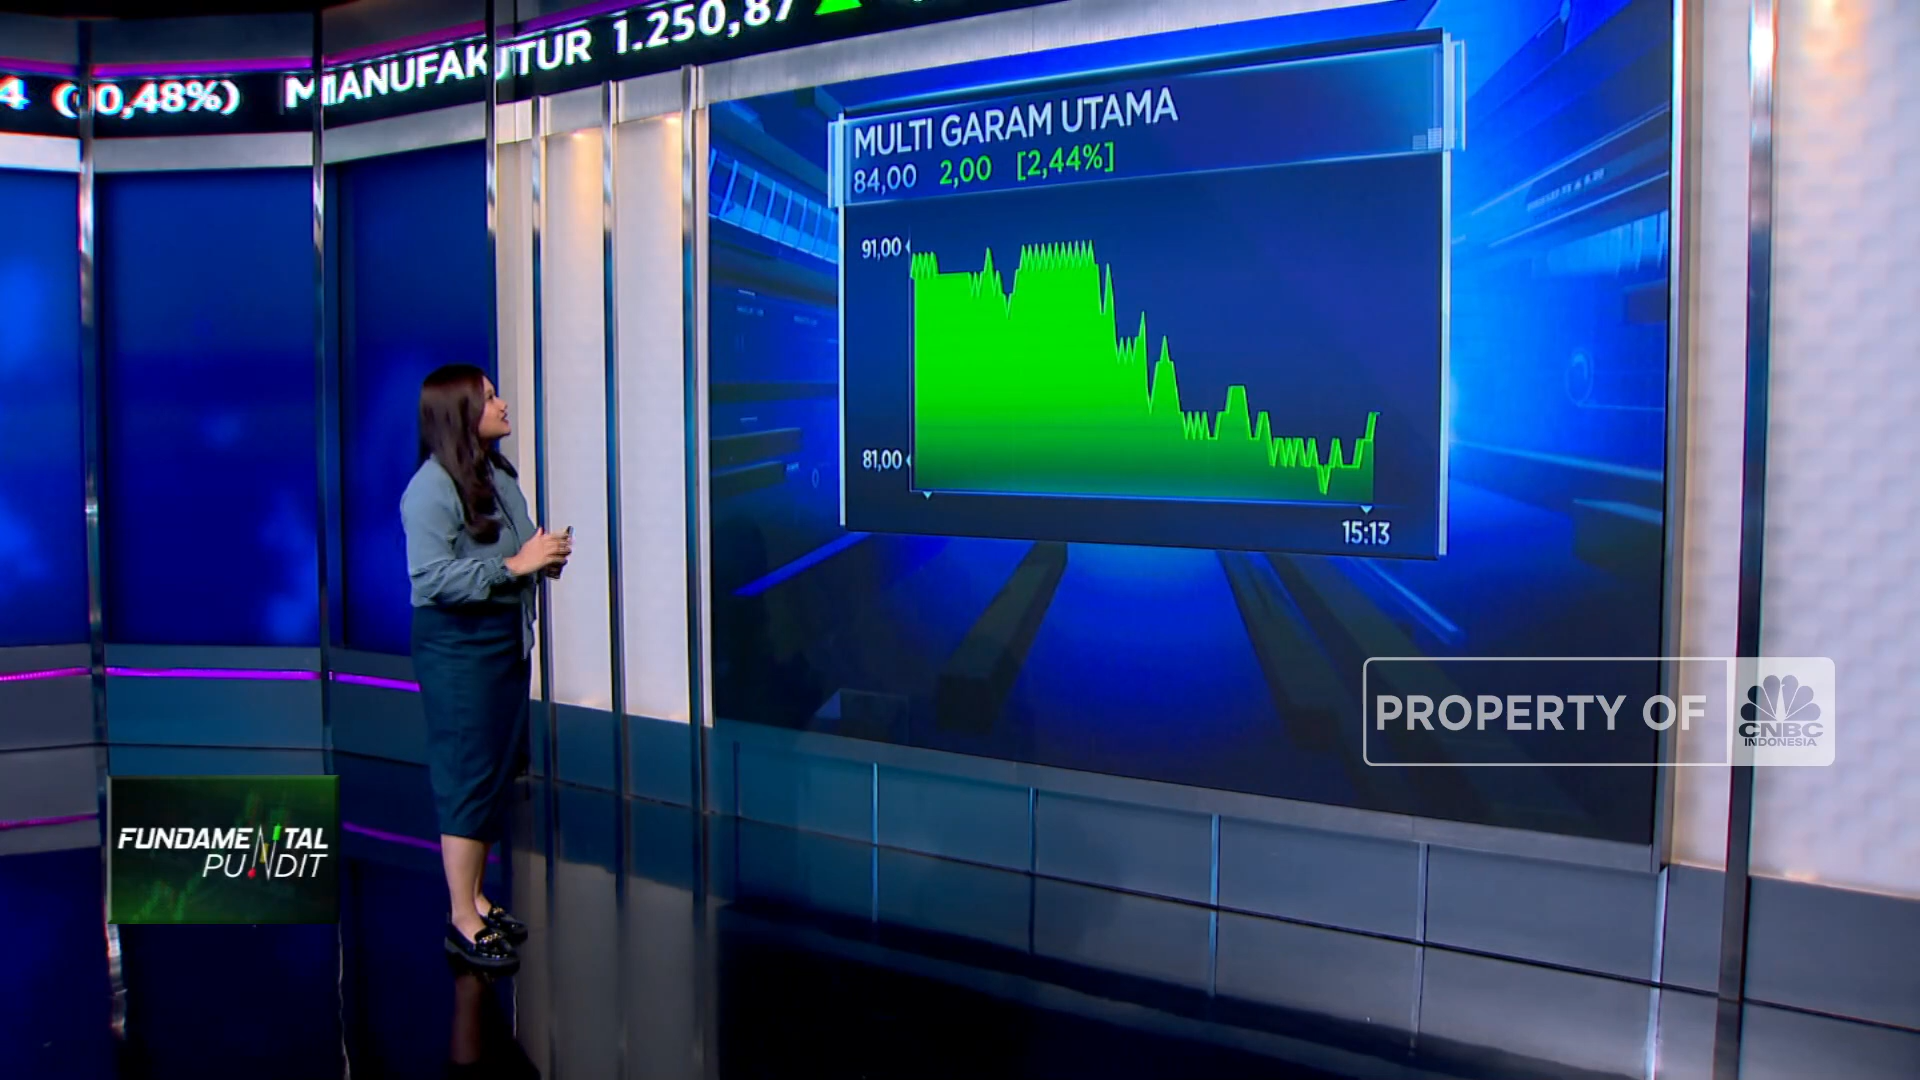 4 (0,48%) MANUFAKTUR 1.250,87
MULTI GARAM UTAMA
84,00 2,00 [2,44%]
91,00
81,00
15:13
PROPERTY OF
CNBC
INDONESIA
FUNDAMENTAL
PUNDIT